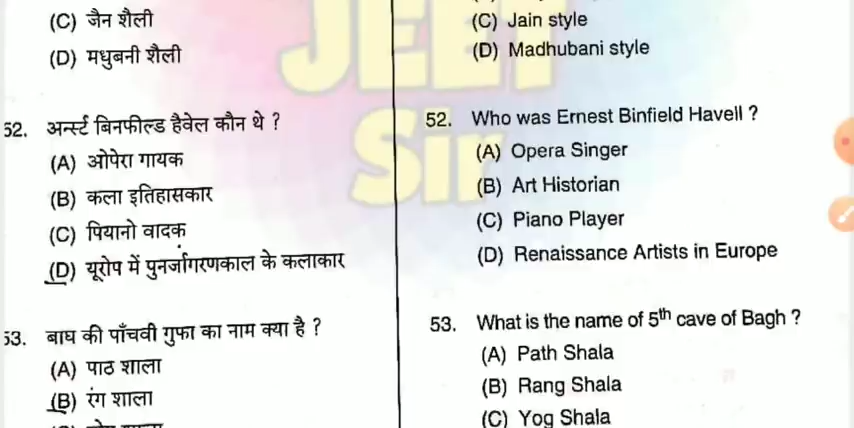 (C) जैन शैली
(D) मधुबनी शैली
52. अर्न्स्ट बिनफील्ड हैवेल कौन थे ?
(A) ओपेरा गायक
(B) कला इतिहासकार
(C) पियानो वादक
(D) यूरोप में पुनर्जागरणकाल के कलाकार
53. बाघ की पाँचवी गुफा का नाम क्या है ?
(A) पाठ शाला
(B) रंग शाला
(C) Jain style
(D) Madhubani style
52. Who was Ernest Binfield Havell ?
(A) Opera Singer
(B) Art Historian
(C) Piano Player
(D) Renaissance Artists in Europe
53. What is the name of 5th cave of Bagh ?
(A) Path Shala
(B) Rang Shala
(C) Yog Shala
JEET
Sir